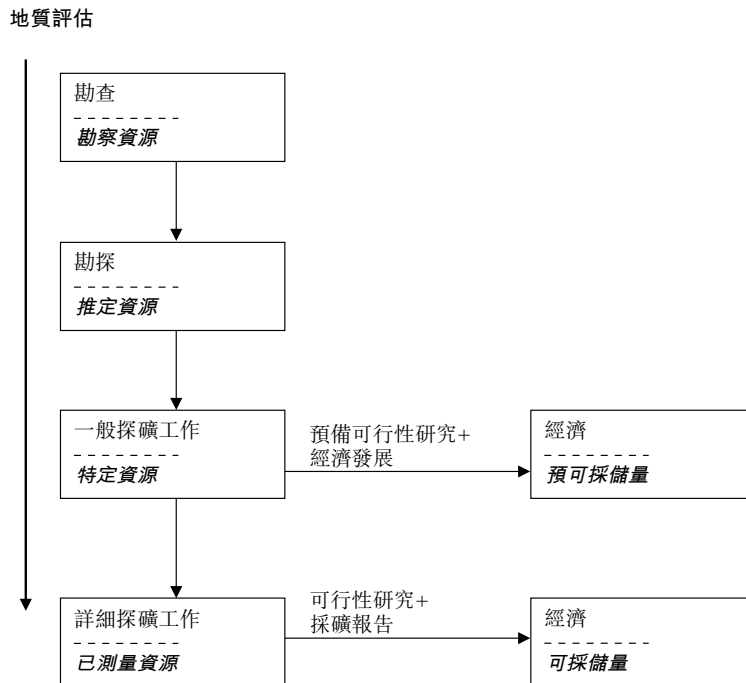 地質評估
勘查
勘察資源
勘探
推定資源
一般探礦工作
特定資源
預備可行性研究+
經濟發展
經濟
預可採儲量
詳細探礦工作
已測量資源
可行性研究+
採礦報告
經濟
可採儲量